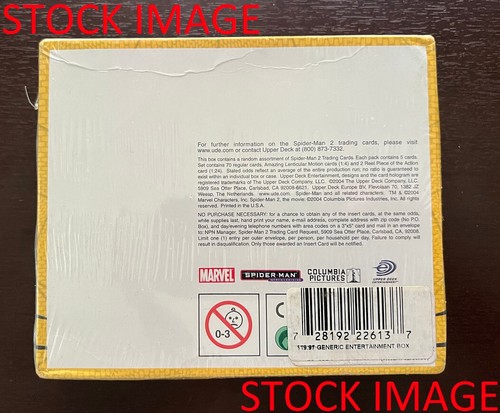 STOCK IMAGE
For further information on the Spider-Man 2 trading cards, please visit
www.ude.com or contact Upper Deck at (800) 873-7332.
This box contains a random assortment of Spider-Man 2 Trading Cards. Each pack contains 5 cards.
Set contains 70 regular cards, Amazing Lenticular Motion cards (1:4) and 2 Reel Piece of the Action
card (1:24). Stated odds reflect an average of the entire production run; no ratio is guaranteed to
exist within an individual box or case. Upper Deck Entertainment, designs and the card hologram are
registered trademarks of The Upper Deck Company, LLC. ©2004 The Upper Deck Company, LLC.
5909 Sea Otter Place, Carlsbad, CA 92008-6621. Upper Deck Europe BV, Flevolaan 70, 1382 JZ
Weesp, The Netherlands. www.ude.com. Spider-Man and all related characters; TM & ©2004
Marvel Characters, Inc. Spider-Man 2, the movie; ©2004 Columbia Pictures Industries, Inc. All rights
reserved. Printed in the U.S.A.
NO PURCHASE NECESSARY: for a chance to obtain any of the insert cards, at the same odds,
while supplies last, hand print your name, e-mail address, complete address with zip code (No P.O.
Box), and day/evening telephone numbers with area codes on a 3"x5" card and mail in an envelope
to: NPN Manager, Spider-Man 2 Trading Card Request, 5909 Sea Otter Place, Carlsbad, CA, 92008.
Limit one (1) entry per outer envelope, per person, per household per day. Failure to comply will
result in disqualification. Only those awarded an Insert Card will be notified.
MARVEL
SPIDER-MAN
COLUMBIA
PICTURES
UPPER DECK
ENTERTAINMENT
0-3
7 28192 22613 7
119.97 GENERIC ENTERTAINMENT BOX
STOCK IMAGE